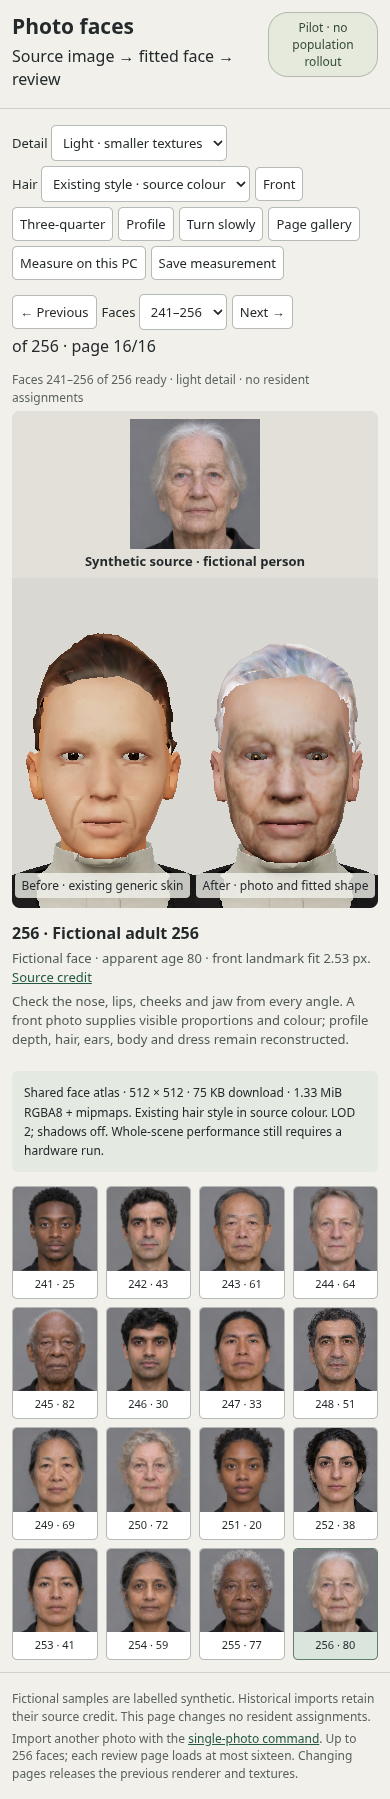 Photo faces
Source image → fitted face →
review
Pilot · no
population
rollout
Detail Light · smaller textures
Hair Existing style · source colour Front
Three-quarter Profile Turn slowly Page gallery
Measure on this PC Save measurement
← Previous Faces 241–256 Next →
of 256 · page 16/16
Faces 241–256 of 256 ready · light detail · no resident
assignments
Synthetic source · fictional person
Before · existing generic skin After · photo and fitted shape
256 · Fictional adult 256
Fictional face · apparent age 80 · front landmark fit 2.53 px.
Source credit
Check the nose, lips, cheeks and jaw from every angle. A
front photo supplies visible proportions and colour; profile
depth, hair, ears, body and dress remain reconstructed.
Shared face atlas · 512 × 512 · 75 KB download · 1.33 MiB
RGBA8 + mipmaps. Existing hair style in source colour. LOD
2; shadows off. Whole-scene performance still requires a
hardware run.
241 · 25 242 · 43 243 · 61 244 · 64
245 · 82 246 · 30 247 · 33 248 · 51
249 · 69 250 · 72 251 · 20 252 · 38
253 · 41 254 · 59 255 · 77 256 · 80
Fictional samples are labelled synthetic. Historical imports retain
their source credit. This page changes no resident assignments.
Import another photo with the single-photo command. Up to
256 faces; each review page loads at most sixteen. Changing
pages releases the previous renderer and textures.